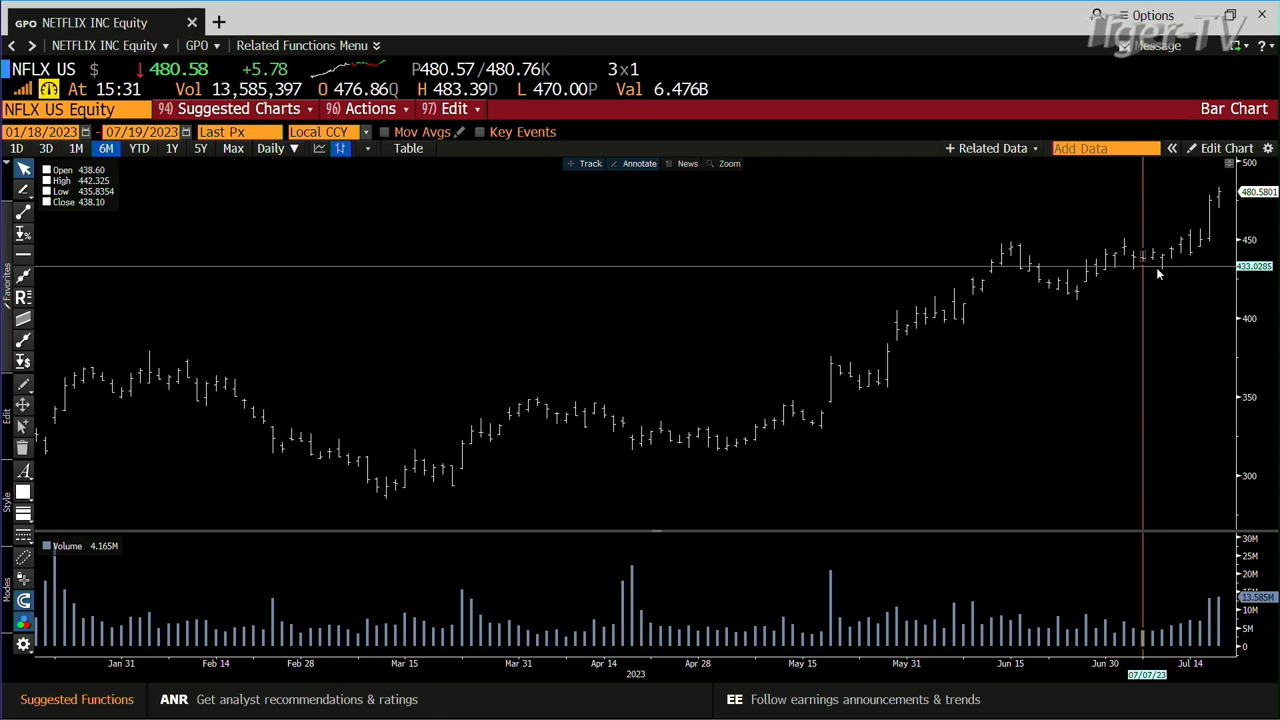 GPO NETFLIX INC Equity
Options
Tiger-TV
NETFLIX INC Equity GPO Related Functions Menu
Message
NFLX US $ 480.58 +5.78 P480.57/480.76K 3x1
At 15:31 Vol 13,585,397 O 476.86Q H 483.39D L 470.00P Val 6.476B
NFLX US Equity 94) Suggested Charts 96) Actions 97) Edit Bar Chart
01/18/2023 - 07/19/2023 Last Px Local CCY Mov Avgs Key Events
1D 3D 1M 6M YTD 1Y 5Y Max Daily Table + Related Data Add Data Edit Chart
Track Annotate News Zoom
Open 438.60
High 442.325
Low 435.8354
Close 438.10
500
480.5801
450
433.0285
400
350
300
Favorites
Edit
Style
Modes
Volume 4.165M
30M
25M
20M
13.585M
10M
5M
0
Jan 31 Feb 14 Feb 28 Mar 15 Mar 31 Apr 14 Apr 28 May 15 May 31 Jun 15 Jun 30 Jul 14
2023
07/07/23
Suggested Functions ANR Get analyst recommendations & ratings EE Follow earnings announcements & trends